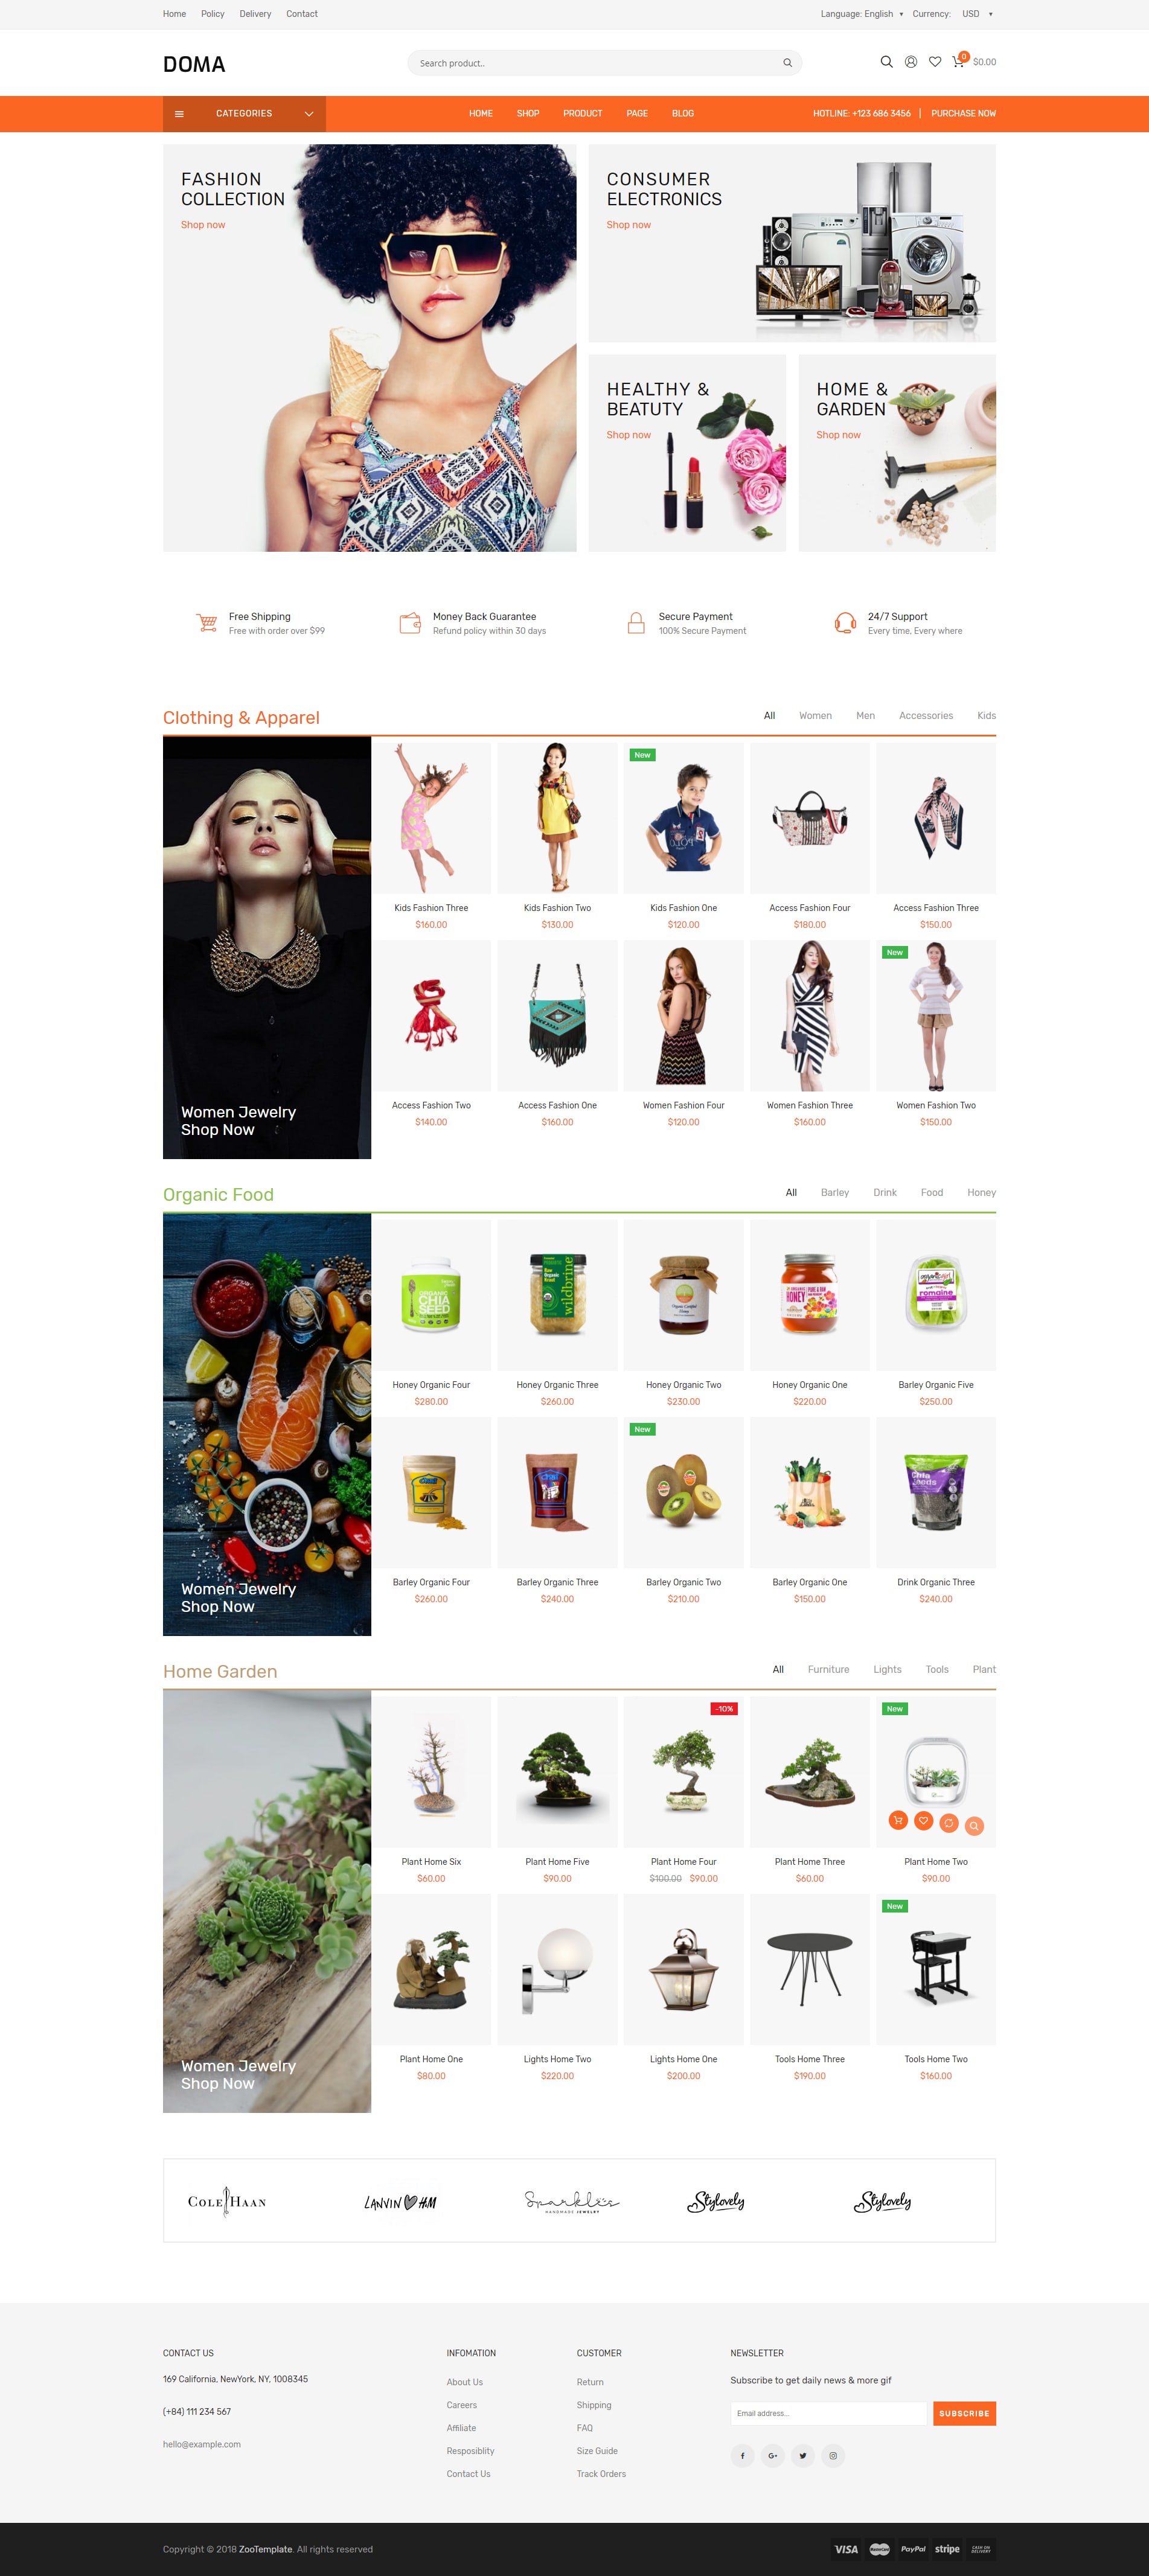 Home Policy Delivery Contact
Language: English Currency: USD
DOMA
Search product..
0
$0.00
CATEGORIES
HOME SHOP PRODUCT PAGE BLOG
HOTLINE: +123 686 3456 | PURCHASE NOW
FASHION
COLLECTION
Shop now
CONSUMER
ELECTRONICS
Shop now
HEALTHY &
BEATUTY
Shop now
HOME &
GARDEN
Shop now
Free Shipping
Free with order over $99
Money Back Guarantee
Refund policy within 30 days
Secure Payment
100% Secure Payment
24/7 Support
Every time, Every where
Clothing & Apparel
All Women Men Accessories Kids
Women Jewelry
Shop Now
New
Kids Fashion Three
$160.00
Kids Fashion Two
$130.00
Kids Fashion One
$120.00
Access Fashion Four
$180.00
Access Fashion Three
$150.00
New
Access Fashion Two
$140.00
Access Fashion One
$160.00
Women Fashion Four
$120.00
Women Fashion Three
$160.00
Women Fashion Two
$150.00
Organic Food
All Barley Drink Food Honey
Women Jewelry
Shop Now
ORGANIC
CHIA
SEED
wildbrine
HONEY
romaine
Honey Organic Four
$280.00
Honey Organic Three
$260.00
Honey Organic Two
$230.00
Honey Organic One
$220.00
Barley Organic Five
$250.00
New
Barley Organic Four
$260.00
Barley Organic Three
$240.00
Barley Organic Two
$210.00
Barley Organic One
$150.00
Drink Organic Three
$240.00
Home Garden
All Furniture Lights Tools Plant
Women Jewelry
Shop Now
-10%
New
Plant Home Six
$60.00
Plant Home Five
$90.00
Plant Home Four
$100.00 $90.00
Plant Home Three
$60.00
Plant Home Two
$90.00
New
Plant Home One
$80.00
Lights Home Two
$220.00
Lights Home One
$200.00
Tools Home Three
$190.00
Tools Home Two
$160.00
COLE HAAN
LANVIN HM
Sparkles
HANDMADE JEWELRY
Stylovely
Stylovely
CONTACT US
169 California, NewYork, NY, 1008345
(+84) 111 234 567
hello@example.com
INFOMATION
About Us
Careers
Affiliate
Resposiblity
Contact Us
CUSTOMER
Return
Shipping
FAQ
Size Guide
Track Orders
NEWSLETTER
Subscribe to get daily news & more gif
Email address...
SUBSCRIBE
Copyright © 2018 ZooTemplate. All rights reserved
VISA
MasterCard
PayPal
stripe
CASH ON
DELIVERY